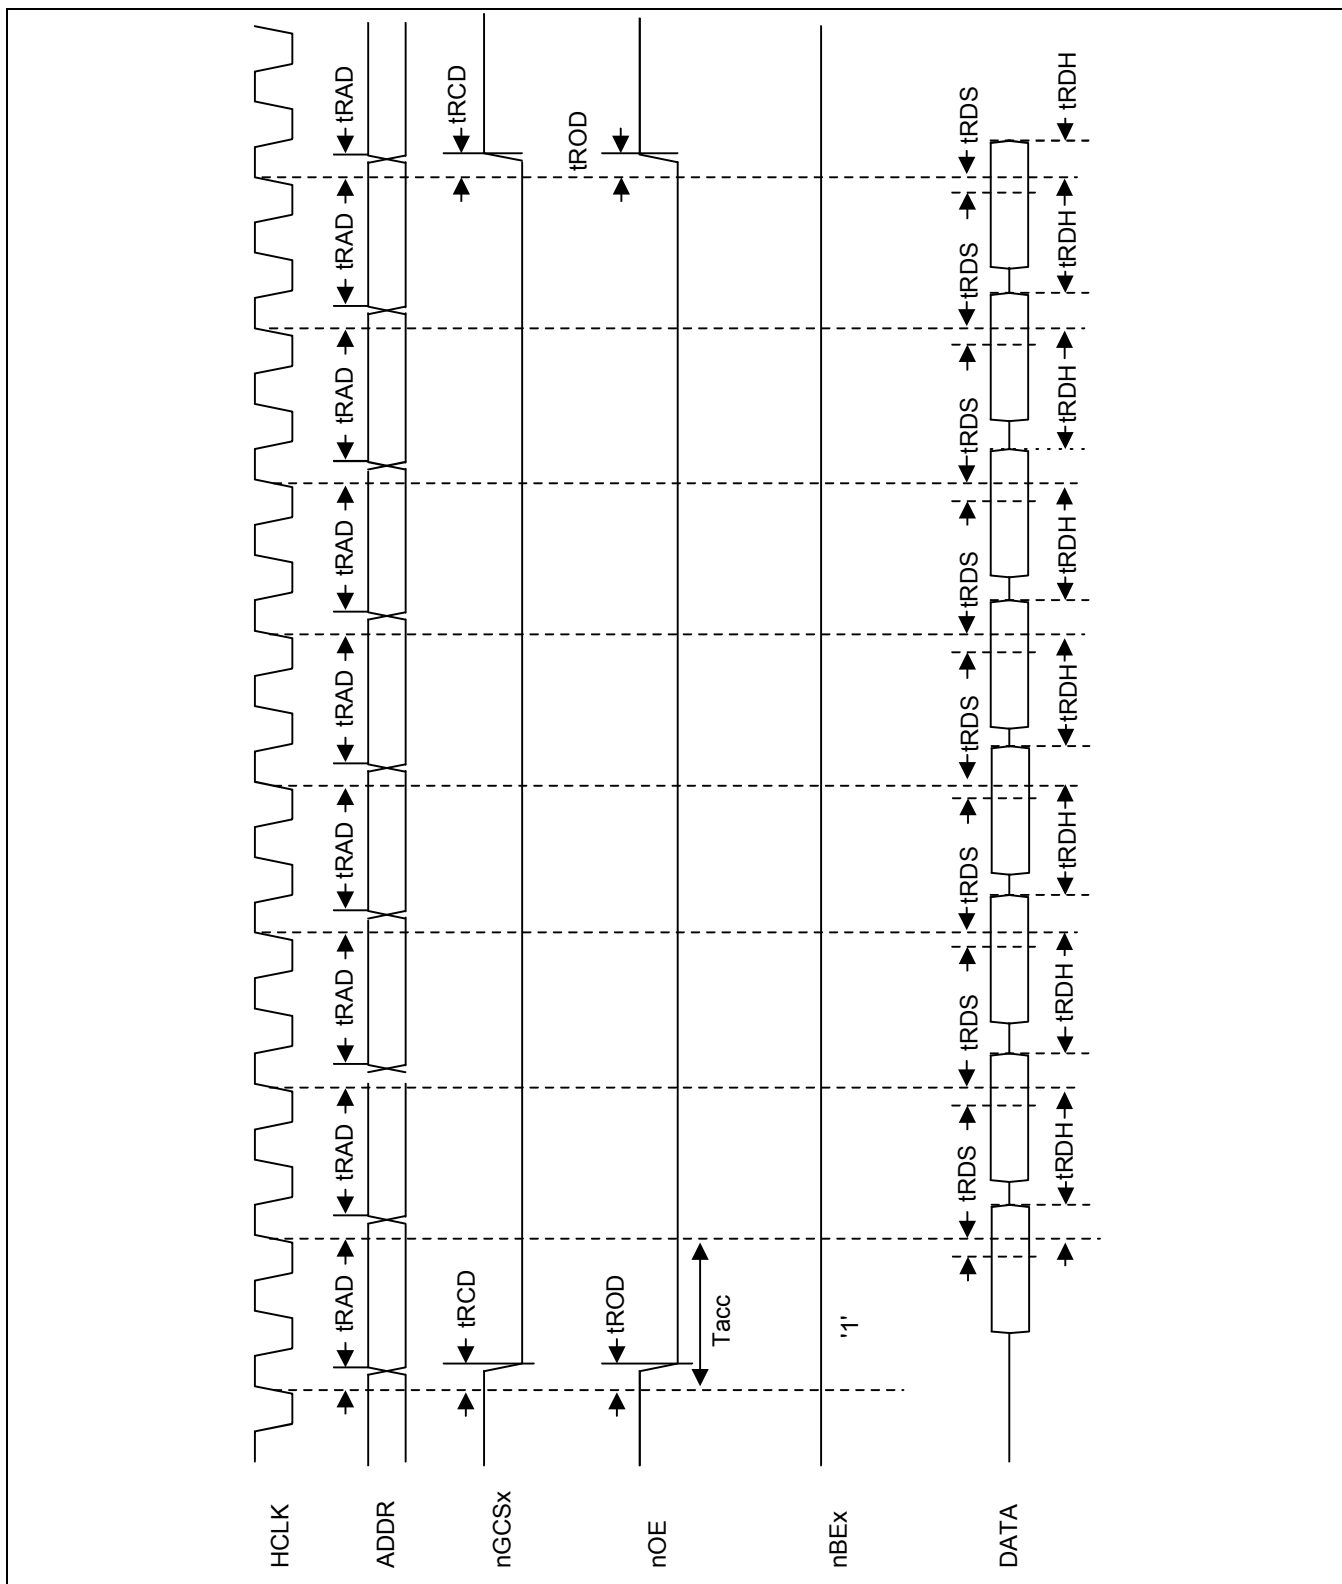 HCLK
tRAD tRAD tRAD tRAD tRAD tRAD tRAD tRAD tRAD
ADDR
tRCD tRCD
nGCSx
tROD tROD
nOE
Tacc
nBEx '1'
tRDS tRDS tRDS tRDS tRDS tRDS tRDS tRDS
DATA
tRDH tRDH tRDH tRDH tRDH tRDH tRDH tRDH